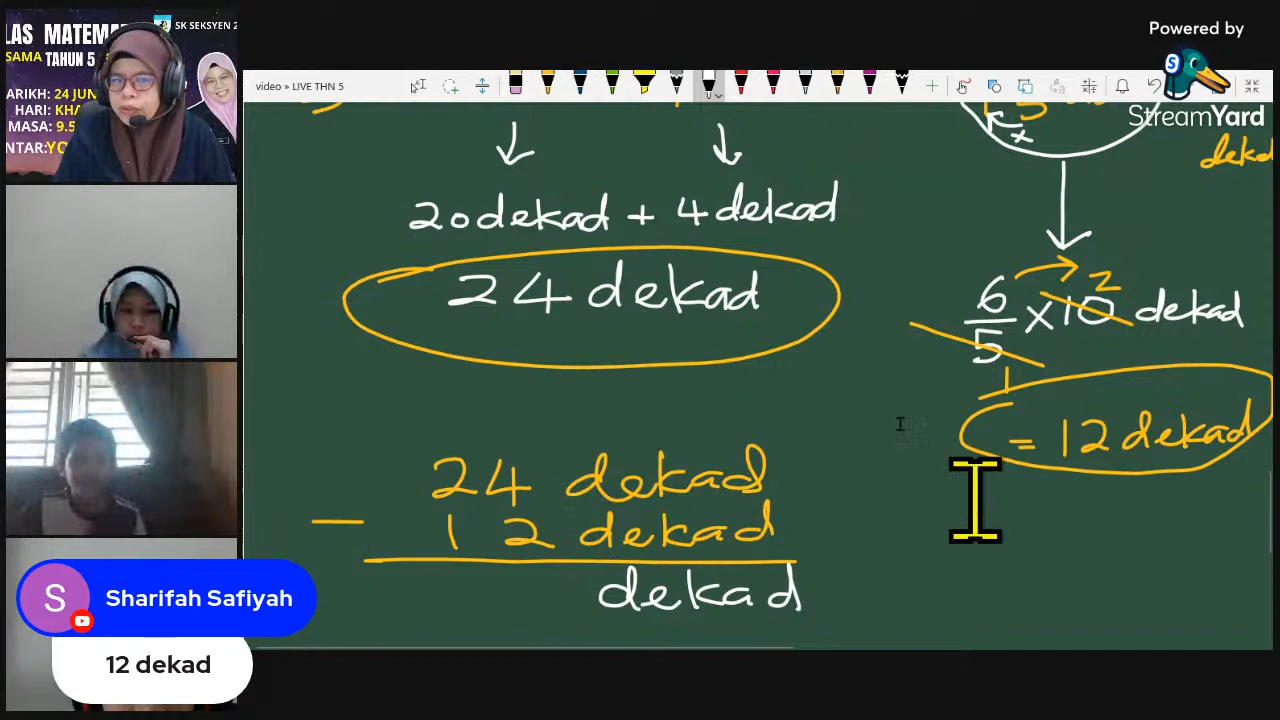 LAS MATEMA
SAMA TAHUN 5
ARIKH: 24 JUN
HARI: KHA
MASA: 9.5
NTAR: YO
SK SEKSYEN 2
Powered by
StreamYard
video » LIVE THN 5
20 dekad + 4 dekad
24 dekad
24 dekad
- 12 dekad
dekad
x
6/5 x 10 dekad
2
1
= 12 dekad
S
Sharifah Safiyah
12 dekad